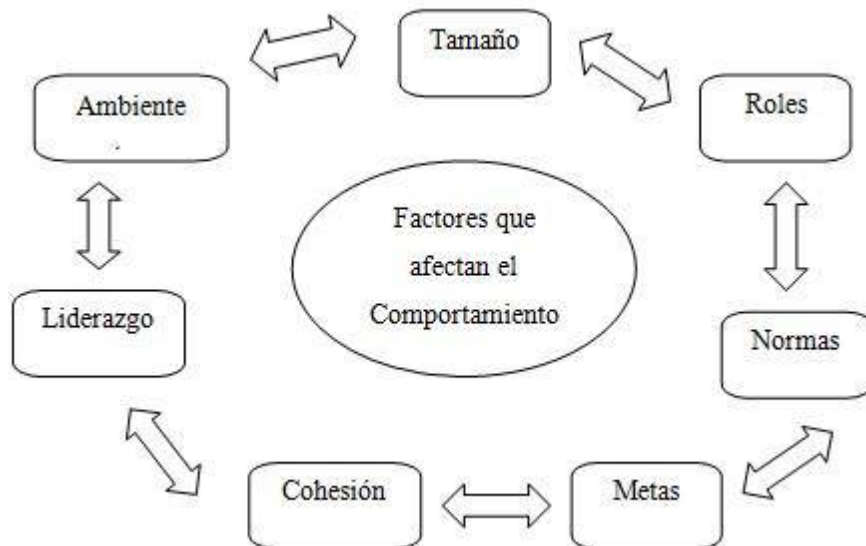 Tamaño
Ambiente
Roles
Factores que
afectan el
Comportamiento
Liderazgo
Normas
Cohesión
Metas